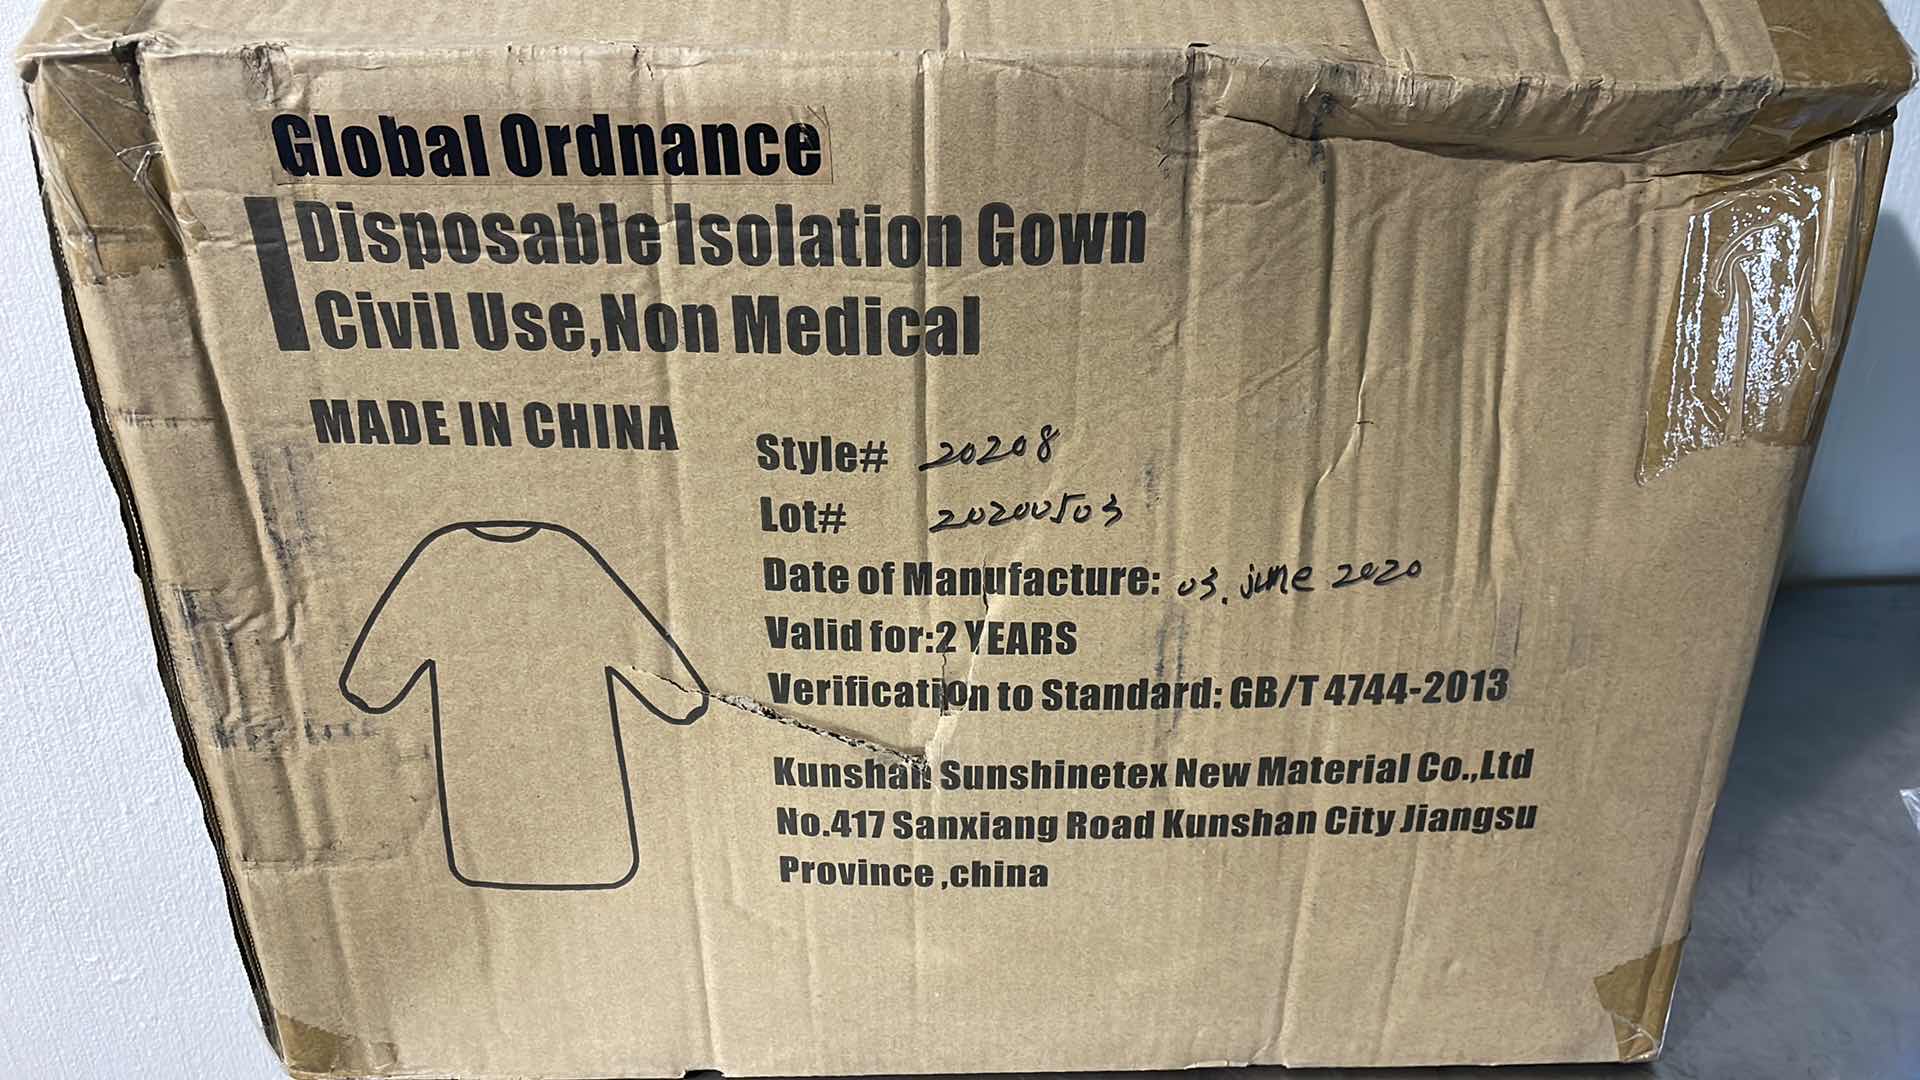 Global Ordnance
Disposable Isolation Gown
Civil Use,Non Medical
MADE IN CHINA
Style# 20208
Lot# 20200503
Date of Manufacture: 03. june 2020
Valid for:2 YEARS
Verification to Standard: GB/T 4744-2013
Kunshan Sunshinetex New Material Co.,Ltd
No.417 Sanxiang Road Kunshan City Jiangsu
Province ,china